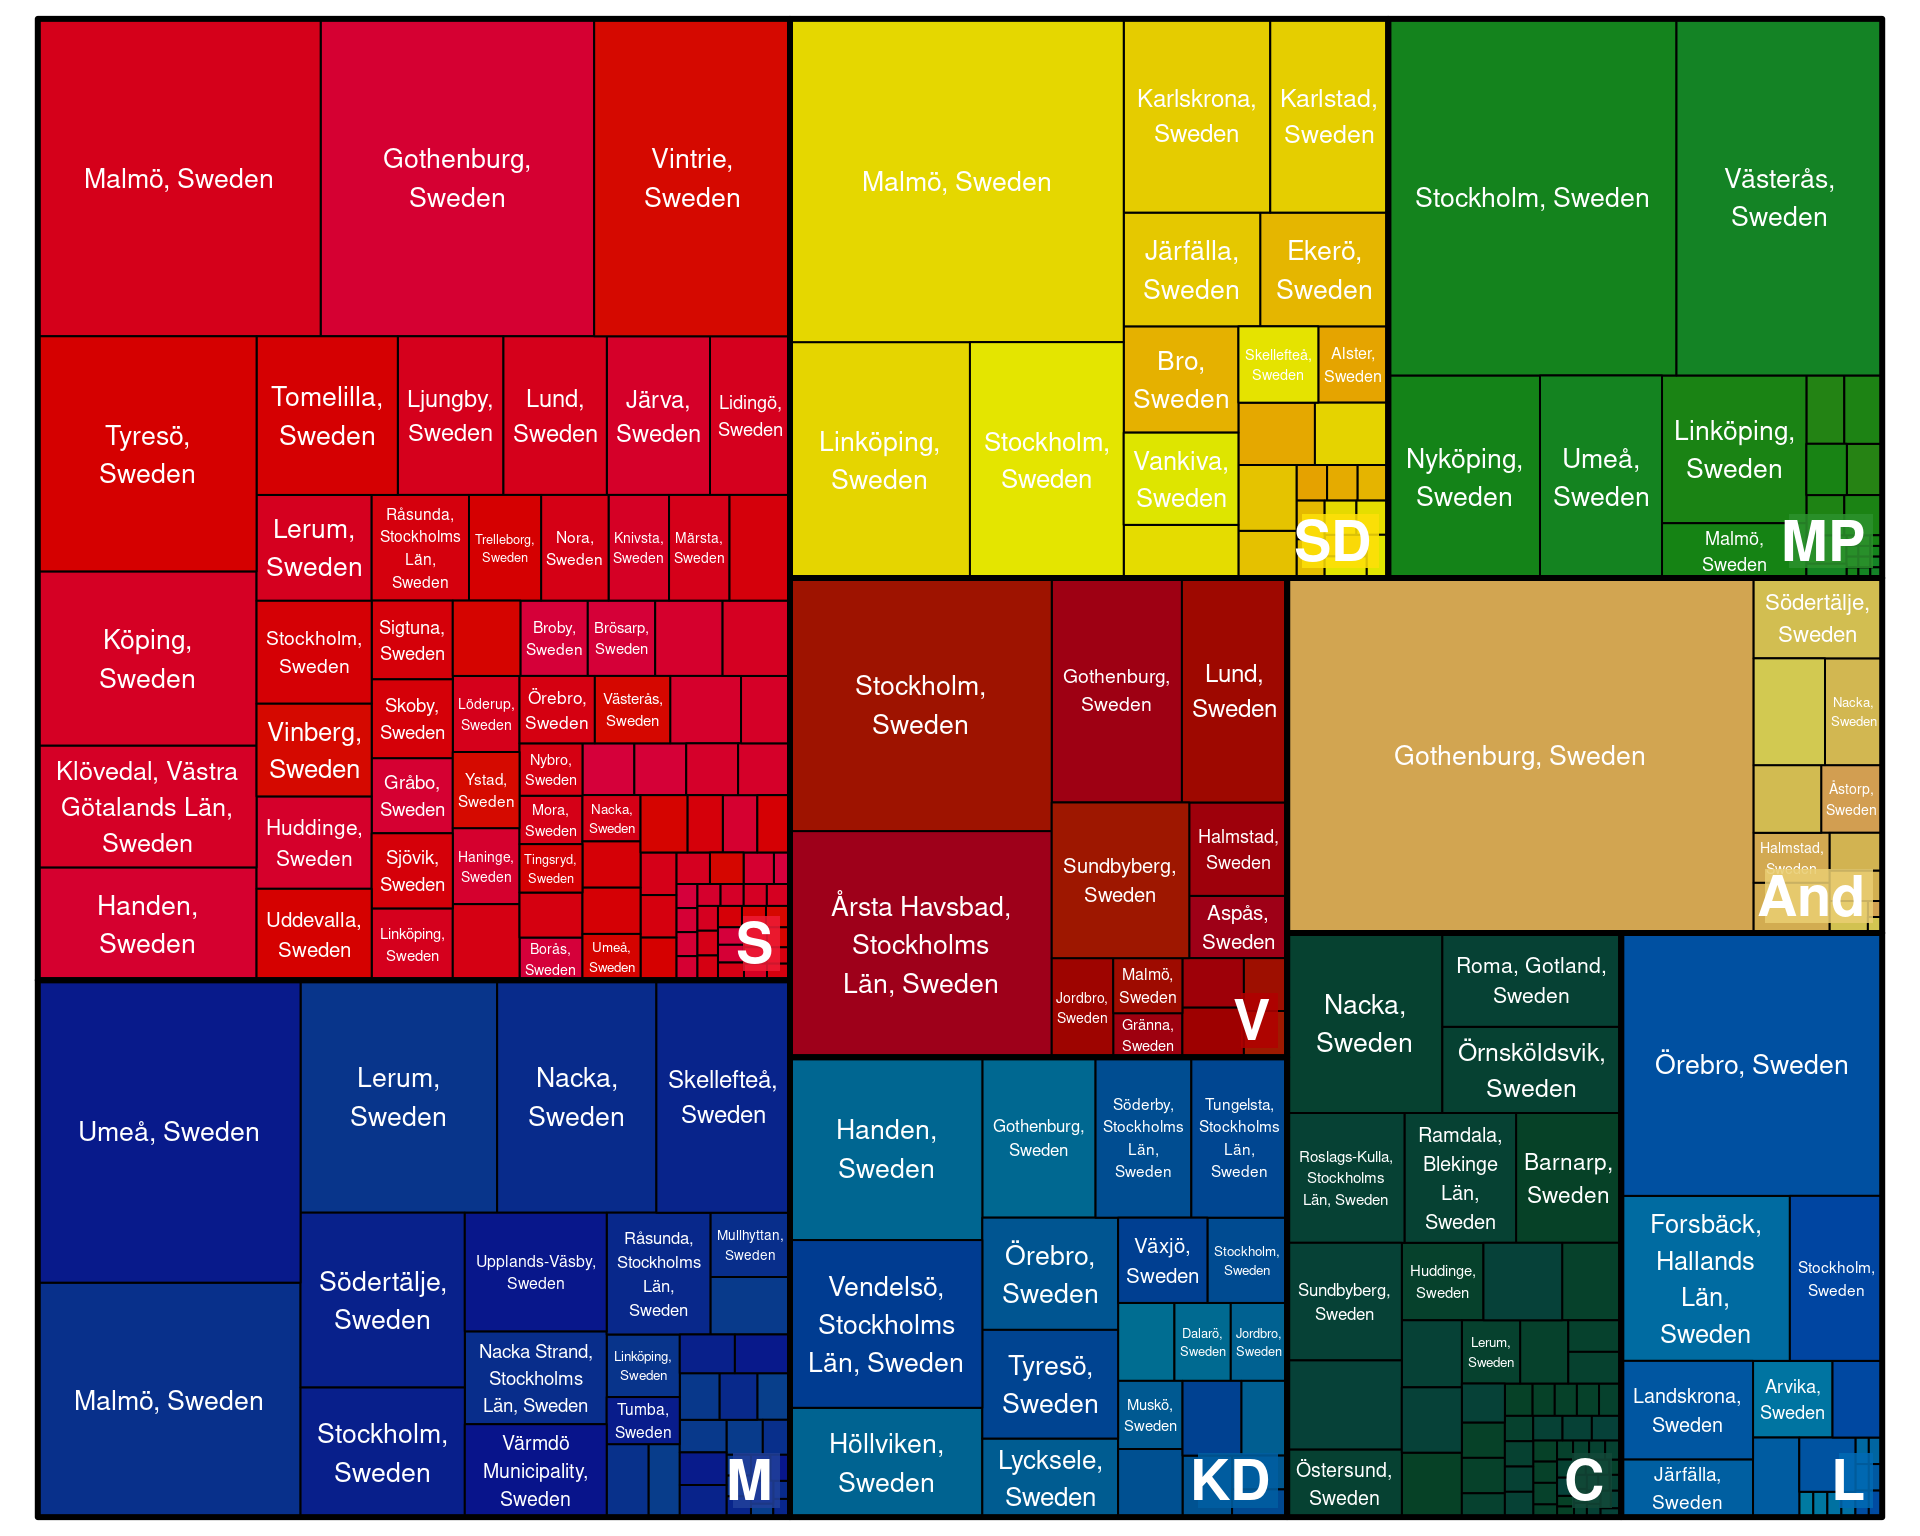 Malmö, Sweden
Gothenburg,
Sweden
Vintrie,
Sweden
Tyresö,
Sweden
Tomelilla,
Sweden
Ljungby,
Sweden
Lund,
Sweden
Järva,
Sweden
Lidingö,
Sweden
Köping,
Sweden
Klövedal, Västra
Götalands Län,
Sweden
Handen,
Sweden
Lerum,
Sweden
Råsunda,
Stockholms
Län,
Sweden
Trelleborg,
Sweden
Nora,
Sweden
Knivsta,
Sweden
Märsta,
Sweden
Stockholm,
Sweden
Vinberg,
Sweden
Huddinge,
Sweden
Uddevalla,
Sweden
Sigtuna,
Sweden
Skoby,
Sweden
Gråbo,
Sweden
Sjövik,
Sweden
Linköping,
Sweden
Broby,
Sweden
Brösarp,
Sweden
Löderup,
Sweden
Ystad,
Sweden
Haninge,
Sweden
Örebro,
Sweden
Västerås,
Sweden
Nybro,
Sweden
Mora,
Sweden
Tingsryd,
Sweden
Borås,
Sweden
Nacka,
Sweden
Umeå,
Sweden
S
Malmö, Sweden
Karlskrona,
Sweden
Karlstad,
Sweden
Järfälla,
Sweden
Ekerö,
Sweden
Linköping,
Sweden
Stockholm,
Sweden
Bro,
Sweden
Skellefteå,
Sweden
Alster,
Sweden
Vankiva,
Sweden
SD
Stockholm, Sweden
Västerås,
Sweden
Nyköping,
Sweden
Umeå,
Sweden
Linköping,
Sweden
Malmö,
Sweden
MP
Stockholm,
Sweden
Gothenburg,
Sweden
Lund,
Sweden
Årsta Havsbad,
Stockholms
Län, Sweden
Sundbyberg,
Sweden
Halmstad,
Sweden
Aspås,
Sweden
Jordbro,
Sweden
Malmö,
Sweden
Gränna,
Sweden
V
Gothenburg, Sweden
Södertälje,
Sweden
Nacka,
Sweden
Åstorp,
Sweden
Halmstad,
Sweden
And
Umeå, Sweden
Malmö, Sweden
Lerum,
Sweden
Nacka,
Sweden
Skellefteå,
Sweden
Södertälje,
Sweden
Stockholm,
Sweden
Upplands-Väsby,
Sweden
Nacka Strand,
Stockholms
Län, Sweden
Värmdö
Municipality,
Sweden
Råsunda,
Stockholms
Län,
Sweden
Mullhyttan,
Sweden
Linköping,
Sweden
Tumba,
Sweden
M
Handen,
Sweden
Vendelsö,
Stockholms
Län, Sweden
Höllviken,
Sweden
Gothenburg,
Sweden
Söderby,
Stockholms
Län,
Sweden
Tungelsta,
Stockholms
Län,
Sweden
Örebro,
Sweden
Tyresö,
Sweden
Lycksele,
Sweden
Växjö,
Sweden
Stockholm,
Sweden
Dalarö,
Sweden
Jordbro,
Sweden
Muskö,
Sweden
KD
Nacka,
Sweden
Roma, Gotland,
Sweden
Örnsköldsvik,
Sweden
Roslags-Kulla,
Stockholms
Län, Sweden
Ramdala,
Blekinge
Län,
Sweden
Barnarp,
Sweden
Sundbyberg,
Sweden
Huddinge,
Sweden
Lerum,
Sweden
Östersund,
Sweden
C
Örebro, Sweden
Forsbäck,
Hallands
Län,
Sweden
Stockholm,
Sweden
Landskrona,
Sweden
Arvika,
Sweden
Järfälla,
Sweden
L